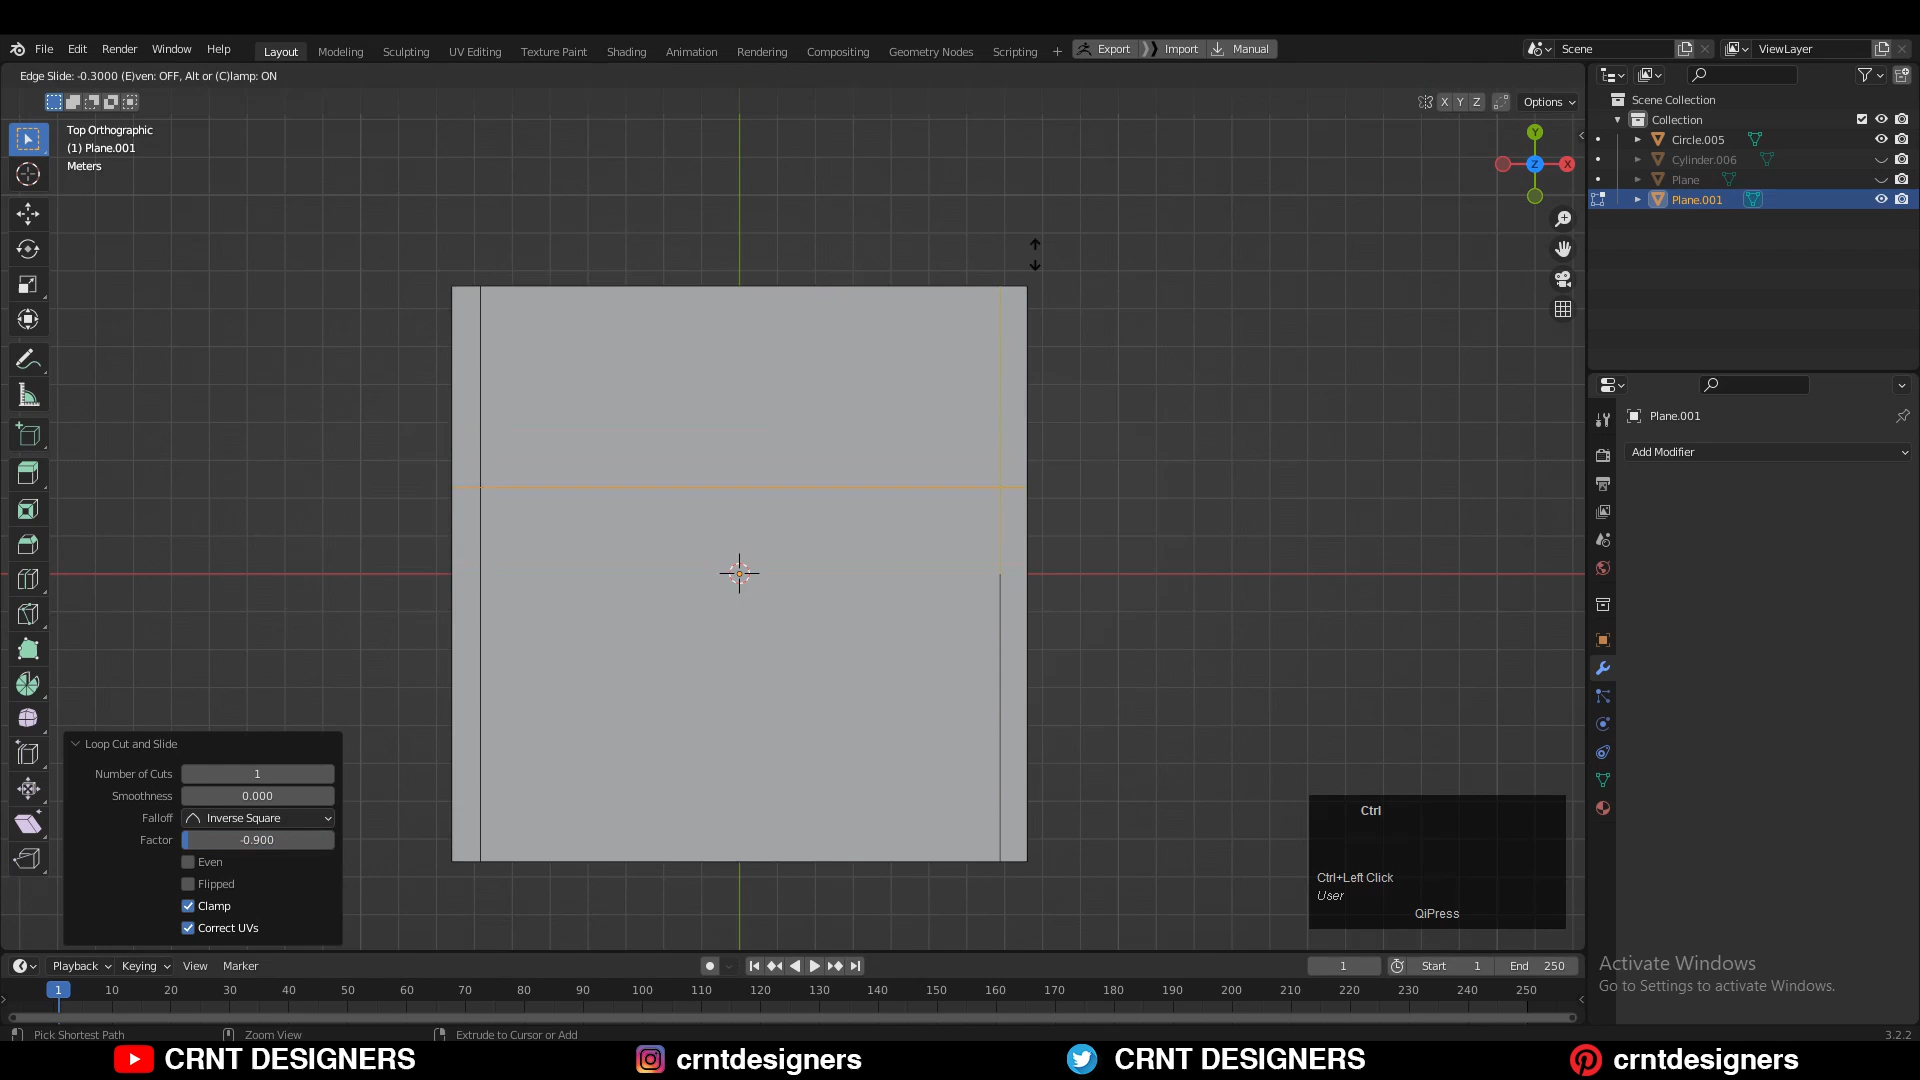 File Edit Render Window Help Layout Modeling Sculpting UV Editing Texture Paint Shading Animation Rendering Compositing Geometry Nodes Scripting + Export Import Manual Scene ViewLayer
Edge Slide: -0.3000 (E)ven: OFF, Alt or (C)lamp: ON
X Y Z Options
Top Orthographic
(1) Plane.001
Meters
Y
X
Z
Scene Collection
Collection
Circle.005
Cylinder.006
Plane
Plane.001
Plane.001
Add Modifier
Loop Cut and Slide
Number of Cuts 1
Smoothness 0.000
Falloff Inverse Square
Factor -0.900
Even
Flipped
Clamp
Correct UVs
Ctrl
Ctrl+Left Click
User
QiPress
Activate Windows
Go to Settings to activate Windows.
Playback Keying View Marker 1 Start 1 End 250
1 10 20 30 40 50 60 70 80 90 100 110 120 130 140 150 160 170 180 190 200 210 220 230 240 250
Pick Shortest Path Zoom View Extrude to Cursor or Add 3.2.2
CRNT DESIGNERS crntdesigners CRNT DESIGNERS crntdesigners